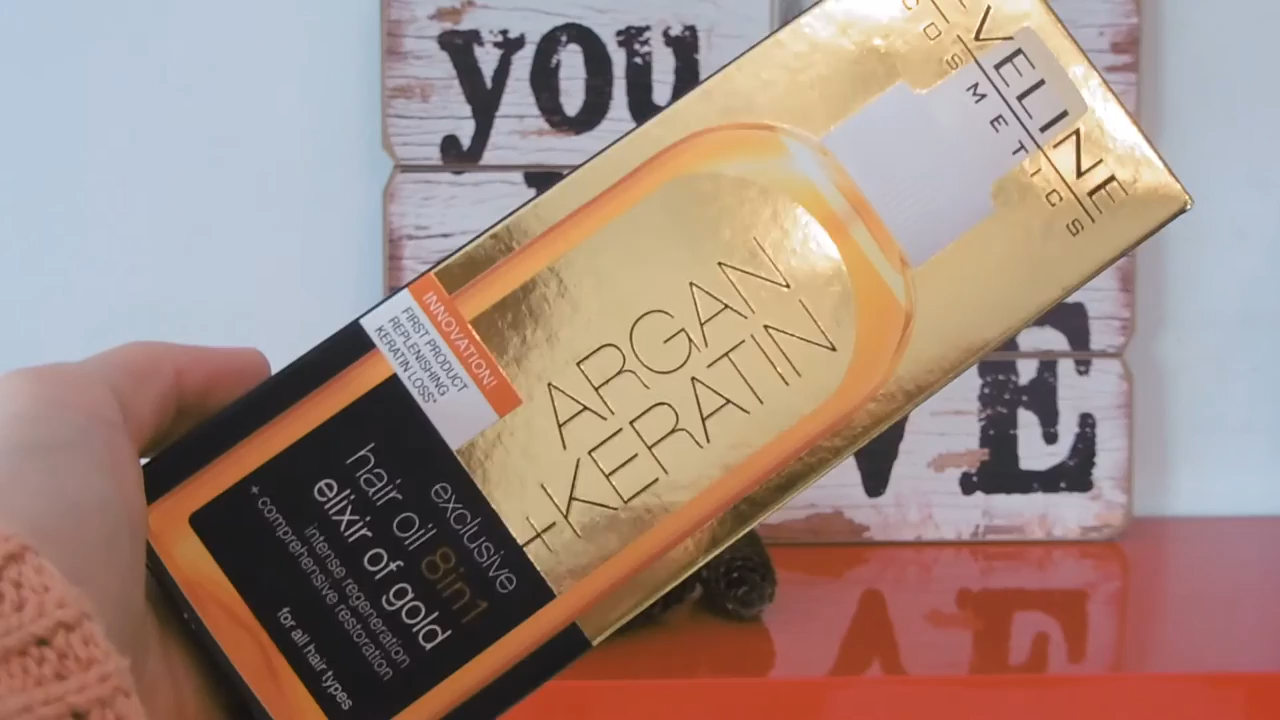 you
VE
EVELINE
COSMETICS
ARGAN
+KERATIN
INNOVATION!
FIRST PRODUCT
REPLENISHING
KERATIN LOSS*
exclusive
hair oil 8in1
elixir of gold
intense regeneration
+ comprehensive restoration
for all hair types